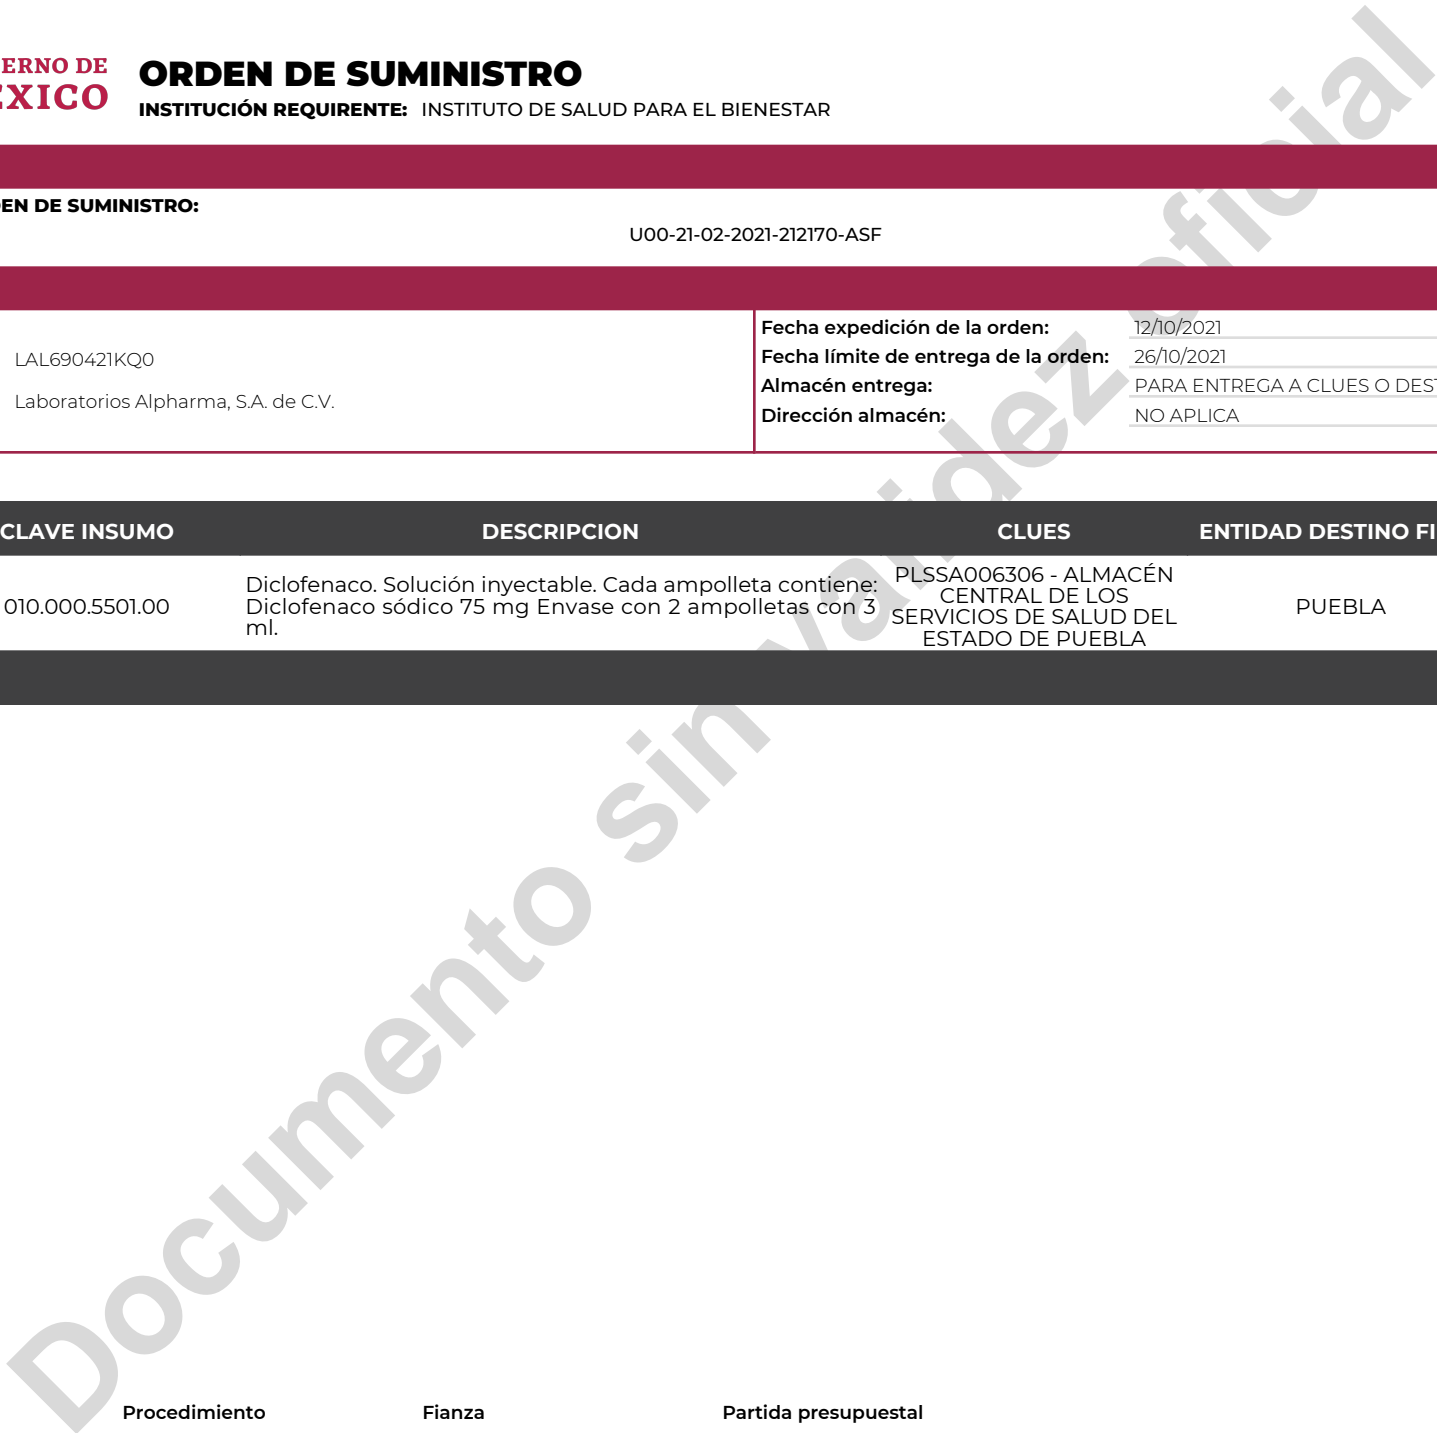 ERNO DE
EXICO
ORDEN DE SUMINISTRO
INSTITUCIÓN REQUIRENTE: INSTITUTO DE SALUD PARA EL BIENESTAR
EN DE SUMINISTRO:
U00-21-02-2021-212170-ASF
LAL690421KQ0
Laboratorios Alpharma, S.A. de C.V.
Fecha expedición de la orden: 12/10/2021
Fecha límite de entrega de la orden: 26/10/2021
Almacén entrega: PARA ENTREGA A CLUES O DEST
Dirección almacén: NO APLICA
CLAVE INSUMO DESCRIPCION CLUES ENTIDAD DESTINO FI
010.000.5501.00
Diclofenaco. Solución inyectable. Cada ampolleta contiene:
Diclofenaco sódico 75 mg Envase con 2 ampolletas con 3
ml.
PLSSA006306 - ALMACÉN
CENTRAL DE LOS
SERVICIOS DE SALUD DEL
ESTADO DE PUEBLA
PUEBLA
Documento sin validez oficial
Procedimiento Fianza Partida presupuestal